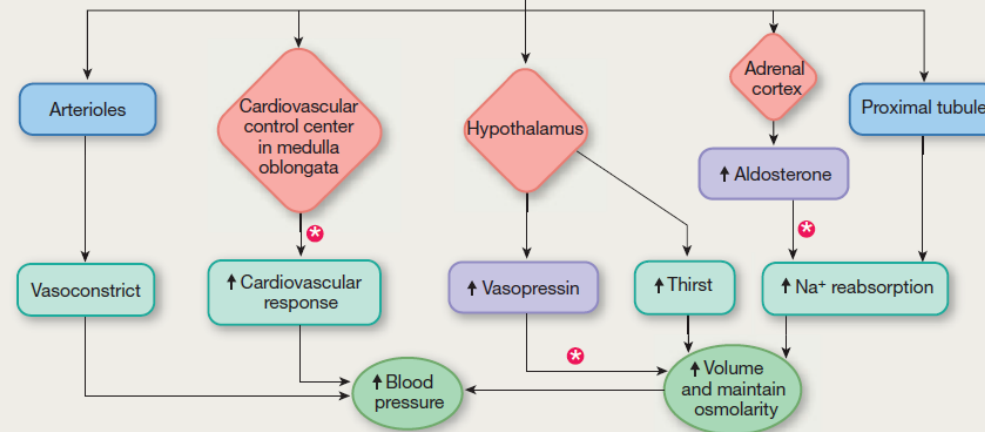 Arterioles
Cardiovascular
control center
in medulla
oblongata
Hypothalamus
Adrenal
cortex
Proximal tubule
↑ Aldosterone
*
*
Vasoconstrict
↑ Cardiovascular
response
↑ Vasopressin
↑ Thirst
↑ Na⁺ reabsorption
*
↑ Blood
pressure
↑ Volume
and maintain
osmolarity